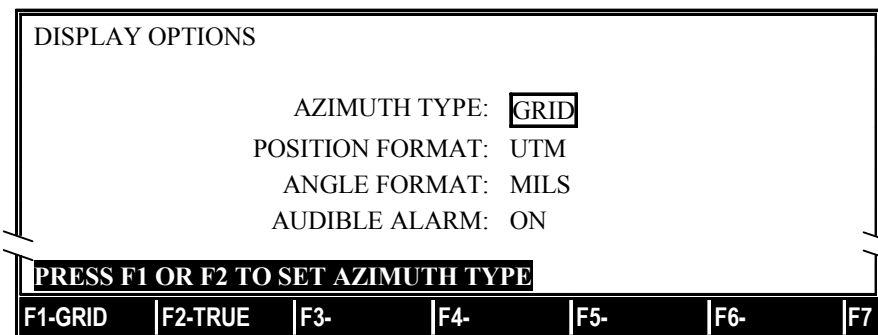 DISPLAY OPTIONS
AZIMUTH TYPE: GRID
POSITION FORMAT: UTM
ANGLE FORMAT: MILS
AUDIBLE ALARM: ON
PRESS F1 OR F2 TO SET AZIMUTH TYPE
F1-GRID F2-TRUE F3- F4- F5- F6- F7